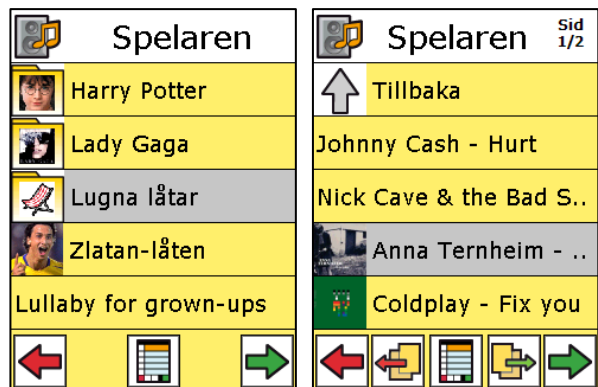 Spelaren
Harry Potter
Lady Gaga
Lugna låtar
Zlatan-låten
Lullaby for grown-ups
Spelaren
Sid
1/2
Tillbaka
Johnny Cash - Hurt
Nick Cave & the Bad S..
Anna Ternheim - ..
Coldplay - Fix you